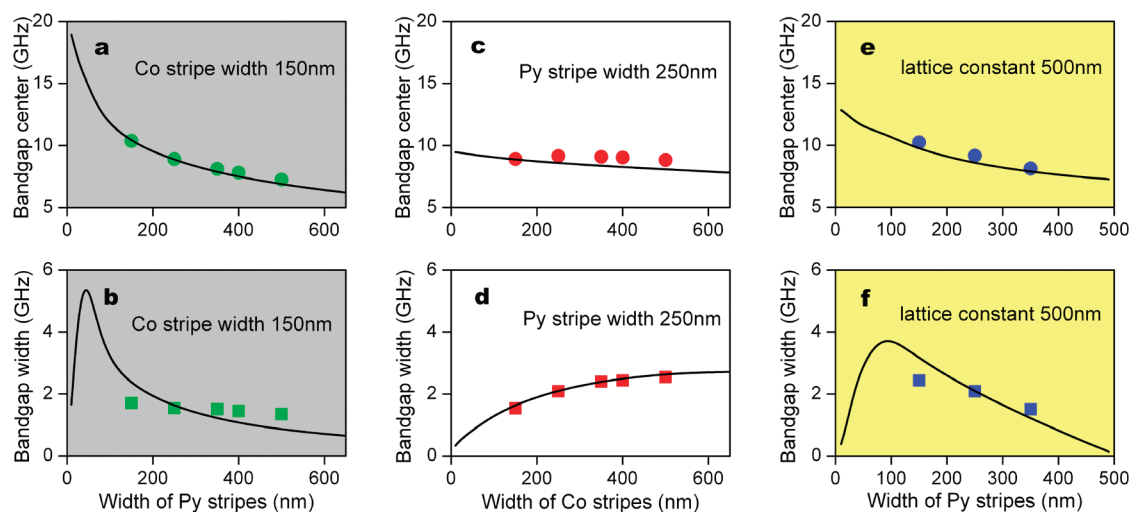 a
Co stripe width 150nm
Bandgap center (GHz)
20
15
10
5
0 200 400 600
c
Py stripe width 250nm
Bandgap center (GHz)
20
15
10
5
0 200 400 600
e
lattice constant 500nm
Bandgap center (GHz)
20
15
10
5
0 100 200 300 400 500
b
Co stripe width 150nm
Bandgap width (GHz)
6
4
2
0
0 200 400 600
Width of Py stripes (nm)
d
Py stripe width 250nm
Bandgap width (GHz)
6
4
2
0
0 200 400 600
Width of Co stripes (nm)
f
lattice constant 500nm
Bandgap width (GHz)
6
4
2
0
0 100 200 300 400 500
Width of Py stripes (nm)